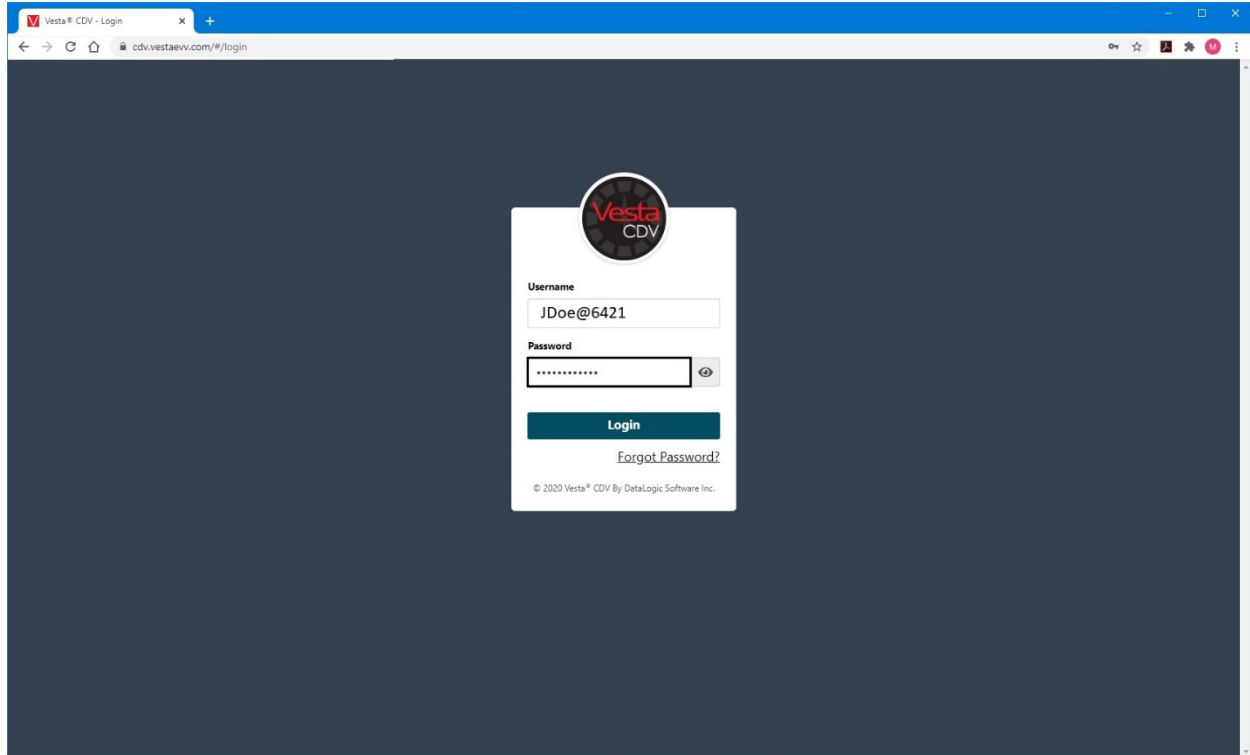 Vesta® CDV - Login
cdv.vestaevv.com/#/login
M
Vesta
CDV
Username
JDoe@6421
Password
••••••••••••
Login
Forgot Password?
© 2020 Vesta® CDV By DataLogic Software Inc.